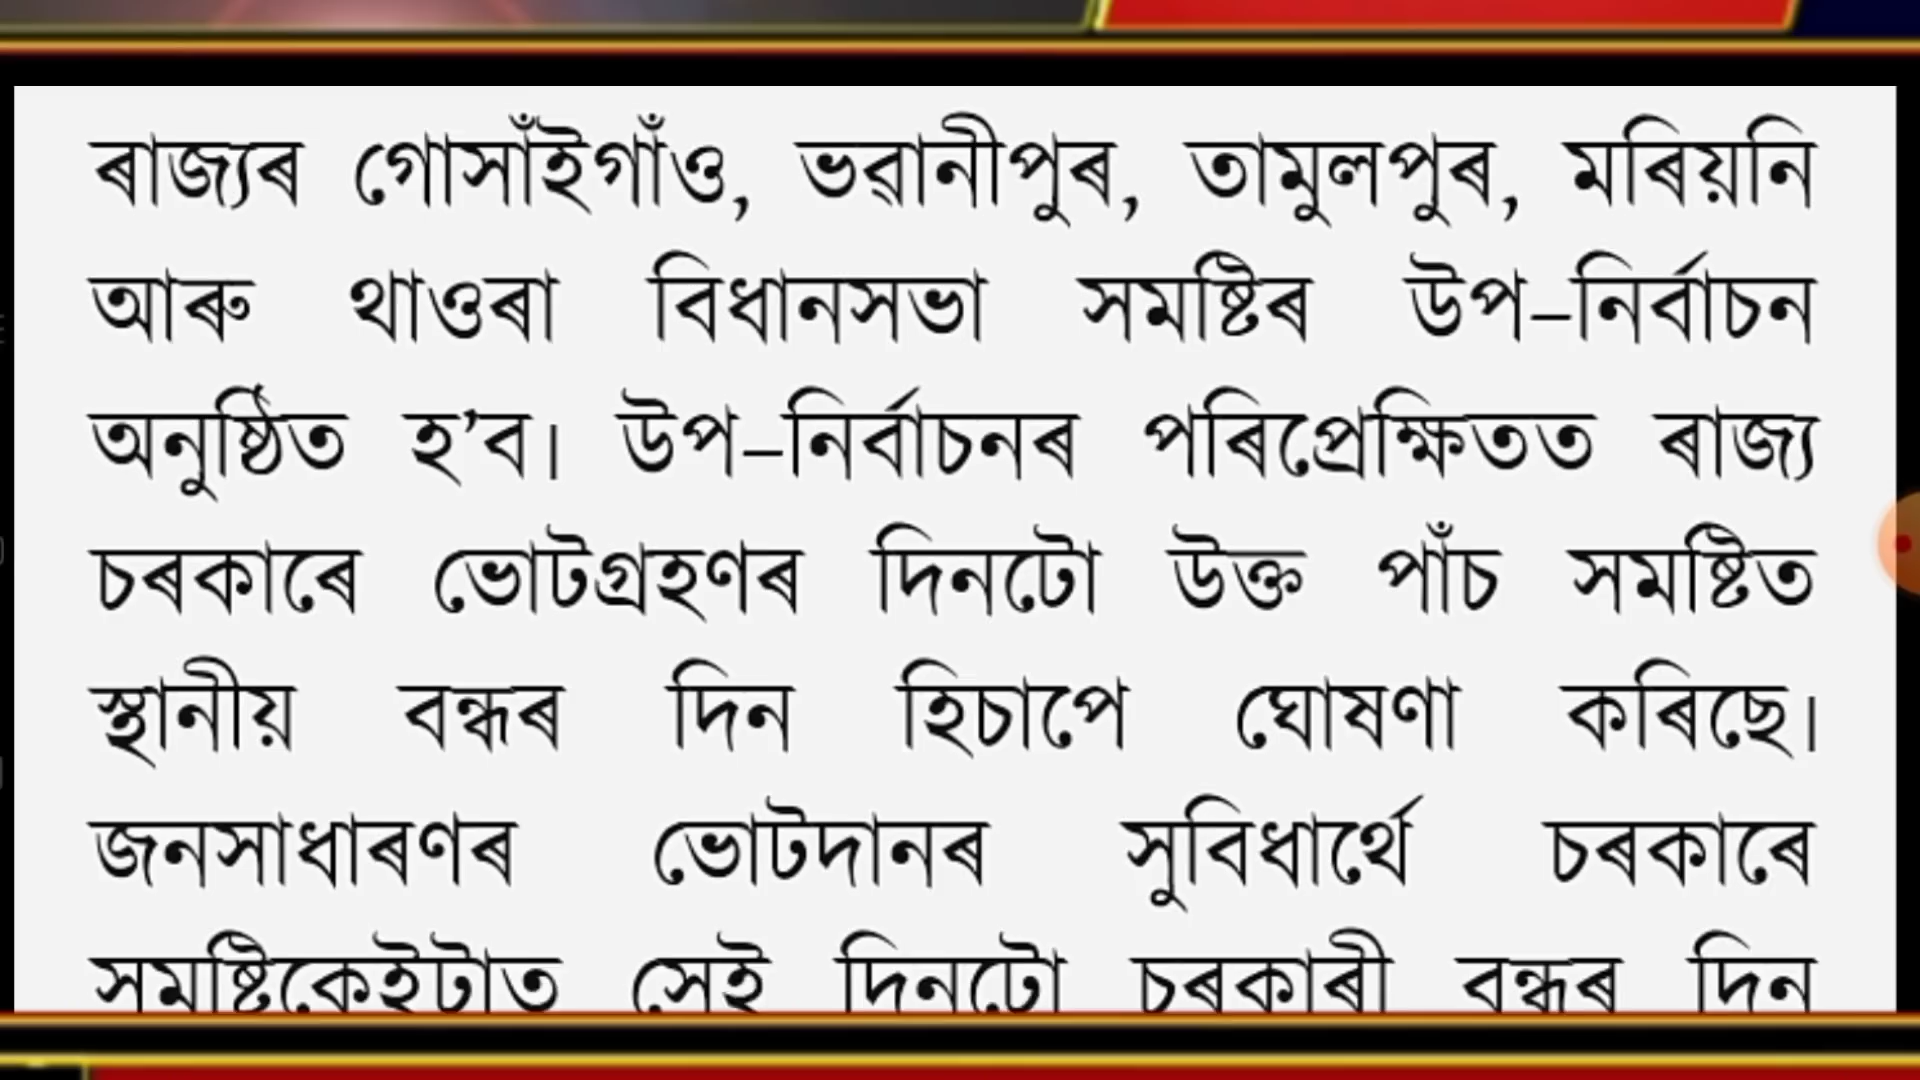 ৰাজ্যৰ গোসাঁইগাঁও, ভৱানীপুৰ, তামুলপুৰ, মৰিয়নি
আৰু থাওৰা বিধানসভা সমষ্টিৰ উপ–নিৰ্বাচন
অনুষ্ঠিত হ’ব। উপ–নিৰ্বাচনৰ পৰিপ্ৰেক্ষিতত ৰাজ্য
চৰকাৰে ভোটগ্ৰহণৰ দিনটো উক্ত পাঁচ সমষ্টিত
স্থানীয় বন্ধৰ দিন হিচাপে ঘোষণা কৰিছে।
জনসাধাৰণৰ ভোটদানৰ সুবিধাৰ্থে চৰকাৰে
সমষ্টিকেইটাত সেই দিনটো চৰকাৰী বন্ধৰ দিন